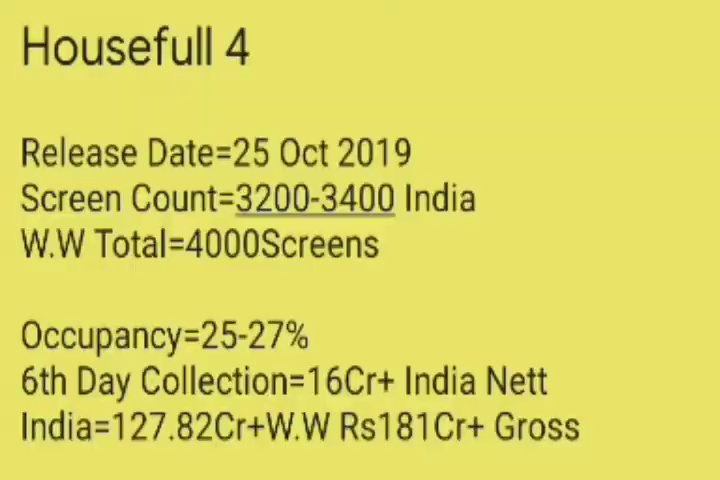 Housefull 4
Release Date=25 Oct 2019
Screen Count=3200-3400 India
W.W Total=4000Screens
Occupancy=25-27%
6th Day Collection=16Cr+ India Nett
India=127.82Cr+W.W Rs181Cr+ Gross